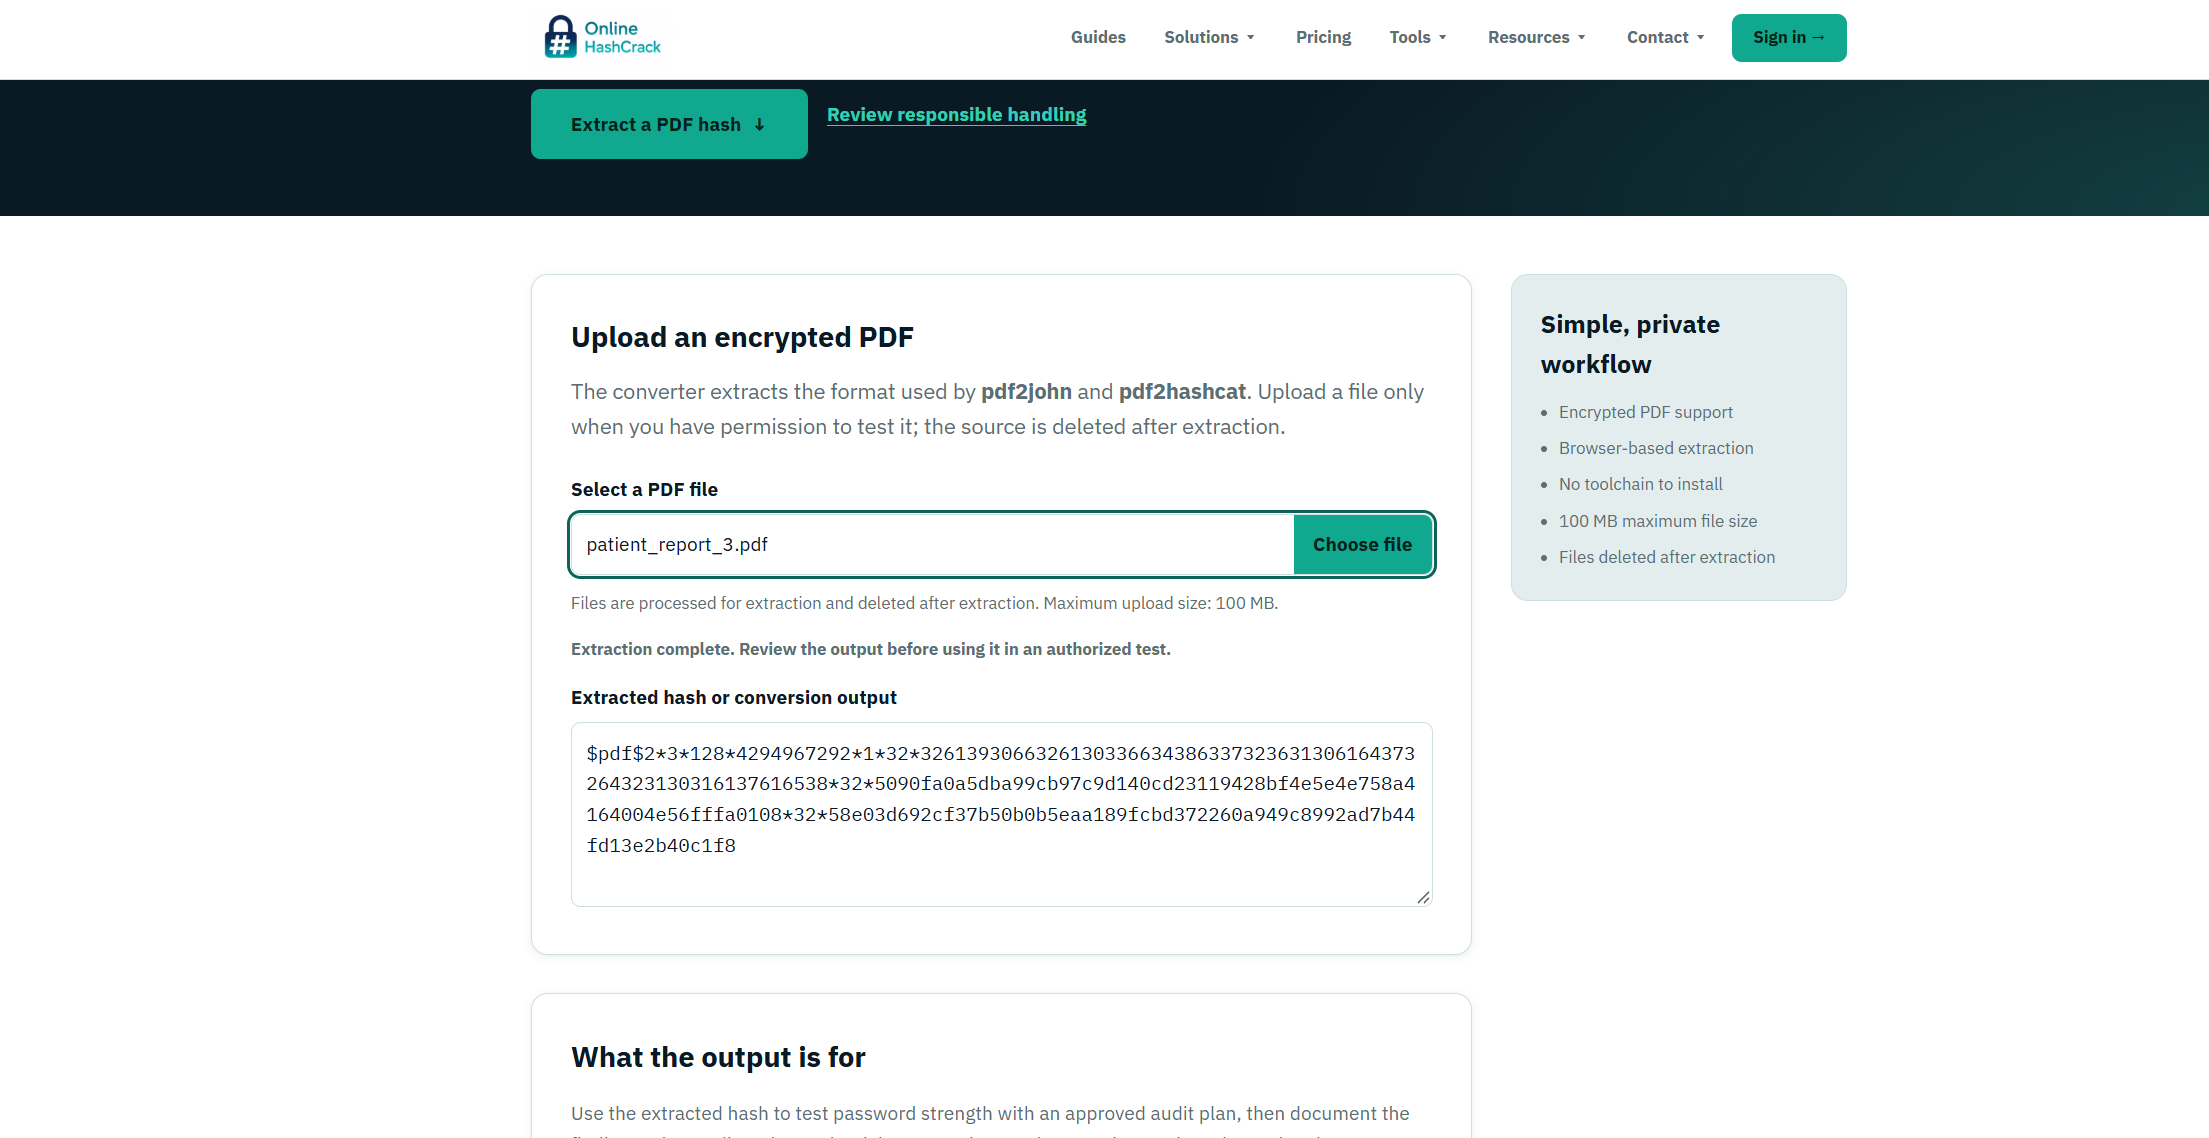 Online
HashCrack
Guides Solutions Pricing Tools Resources Contact Sign in →
Extract a PDF hash ↓ Review responsible handling
Upload an encrypted PDF
The converter extracts the format used by pdf2john and pdf2hashcat. Upload a file only
when you have permission to test it; the source is deleted after extraction.
Select a PDF file
patient_report_3.pdf Choose file
Files are processed for extraction and deleted after extraction. Maximum upload size: 100 MB.
Extraction complete. Review the output before using it in an authorized test.
Extracted hash or conversion output
$pdf$2*3*128*4294967292*1*32*3261393066326130336634386337323631306164373
264323130316137616538*32*5090fa0a5dba99cb97c9d140cd23119428bf4e5e4e758a4
164004e56fffa0108*32*58e03d692cf37b50b0b5eaa189fcbd372260a949c8992ad7b44
fd13e2b40c1f8
Simple, private
workflow
Encrypted PDF support
Browser-based extraction
No toolchain to install
100 MB maximum file size
Files deleted after extraction
What the output is for
Use the extracted hash to test password strength with an approved audit plan, then document the